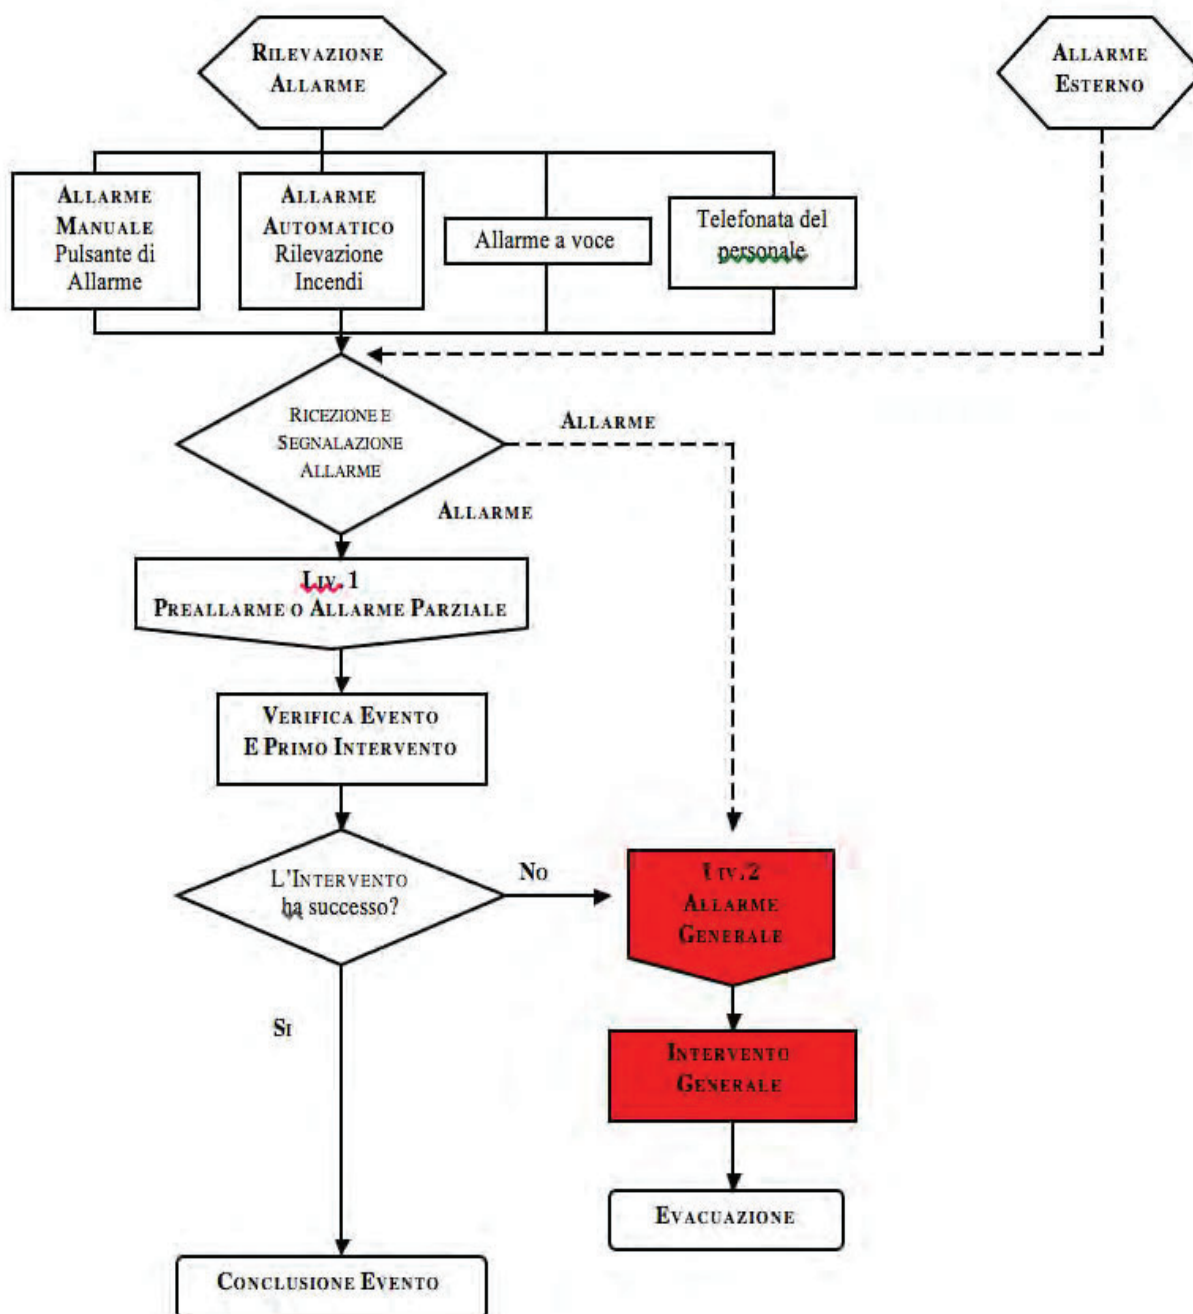 RILEVAZIONE
ALLARME
ALLARME
ESTERNO
ALLARME
MANUALE
Pulsante di
Allarme
ALLARME
AUTOMATICO
Rilevazione
Incendi
Allarme a voce
Telefonata del
personale
RICEZIONE E
SEGNALAZIONE
ALLARME
ALLARME
ALLARME
LIV.1
PREALLARME O ALLARME PARZIALE
VERIFICA EVENTO
E PRIMO INTERVENTO
L'INTERVENTO
ha successo?
NO
LIV.2
ALLARME
GENERALE
SI
INTERVENTO
GENERALE
EVACUAZIONE
CONCLUSIONE EVENTO